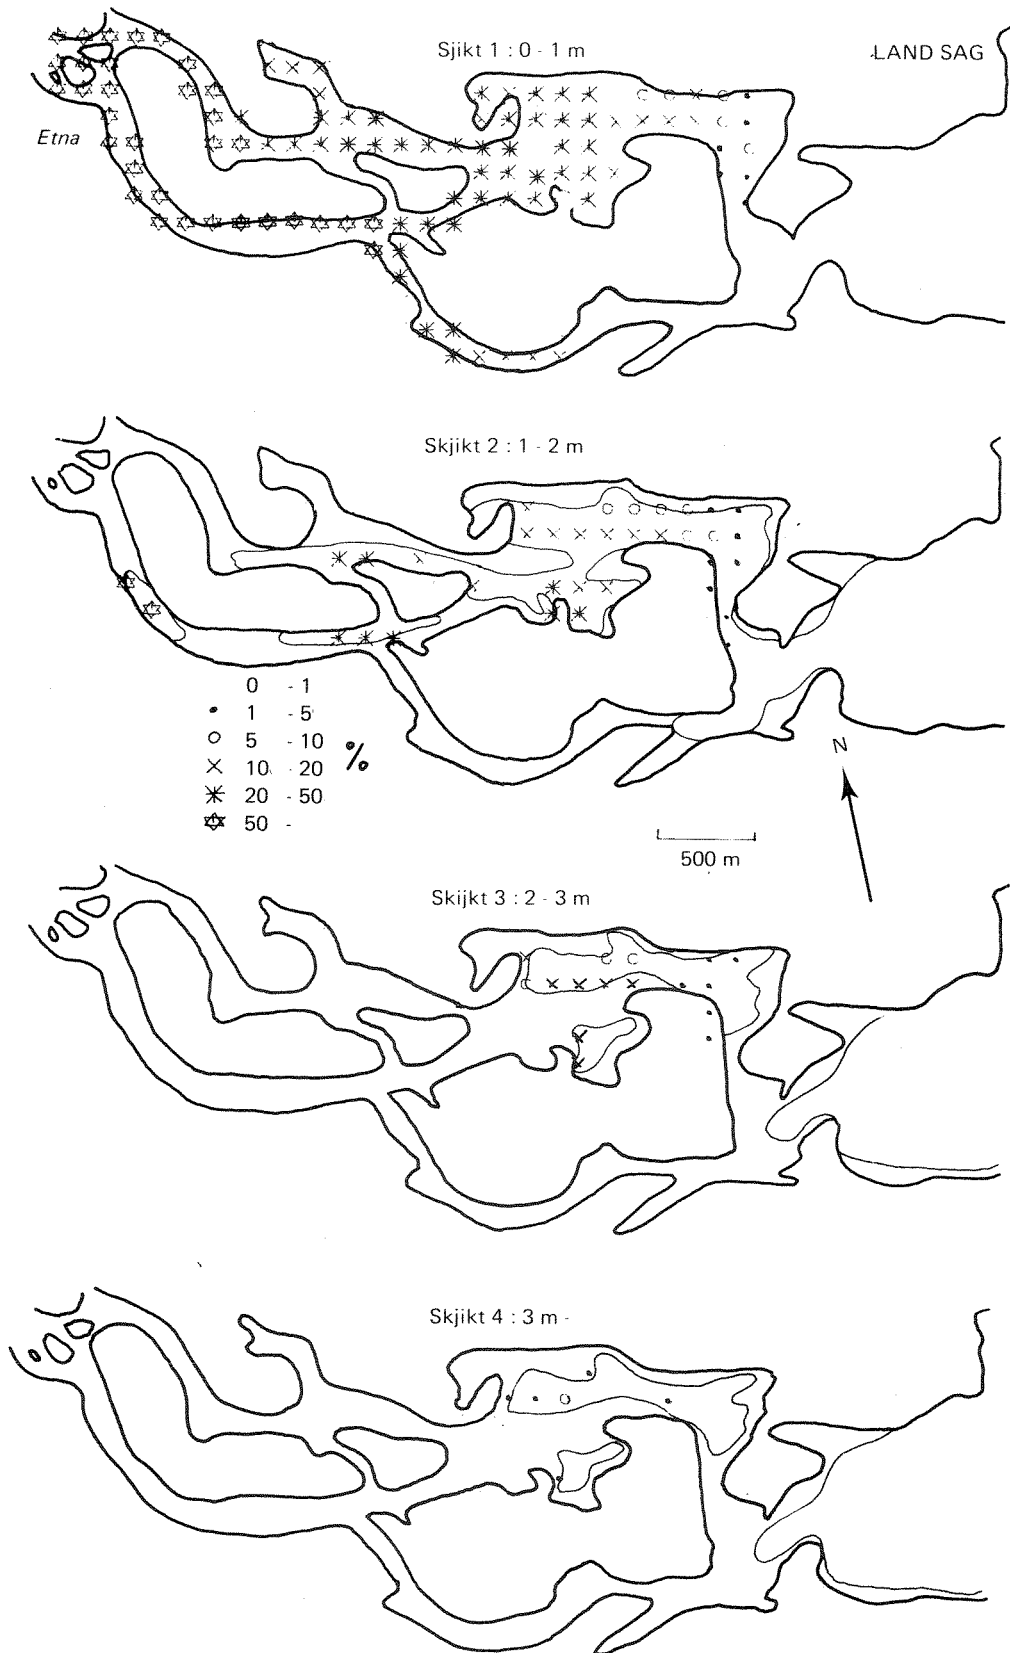 Sjikt 1 : 0 - 1 m
LAND SAG
Etna
Skjikt 2 : 1 - 2 m
0 - 1
1 - 5
5 - 10
10 - 20
20 - 50
50 -
%
N
500 m
Skijkt 3 : 2 - 3 m
Skjikt 4 : 3 m -